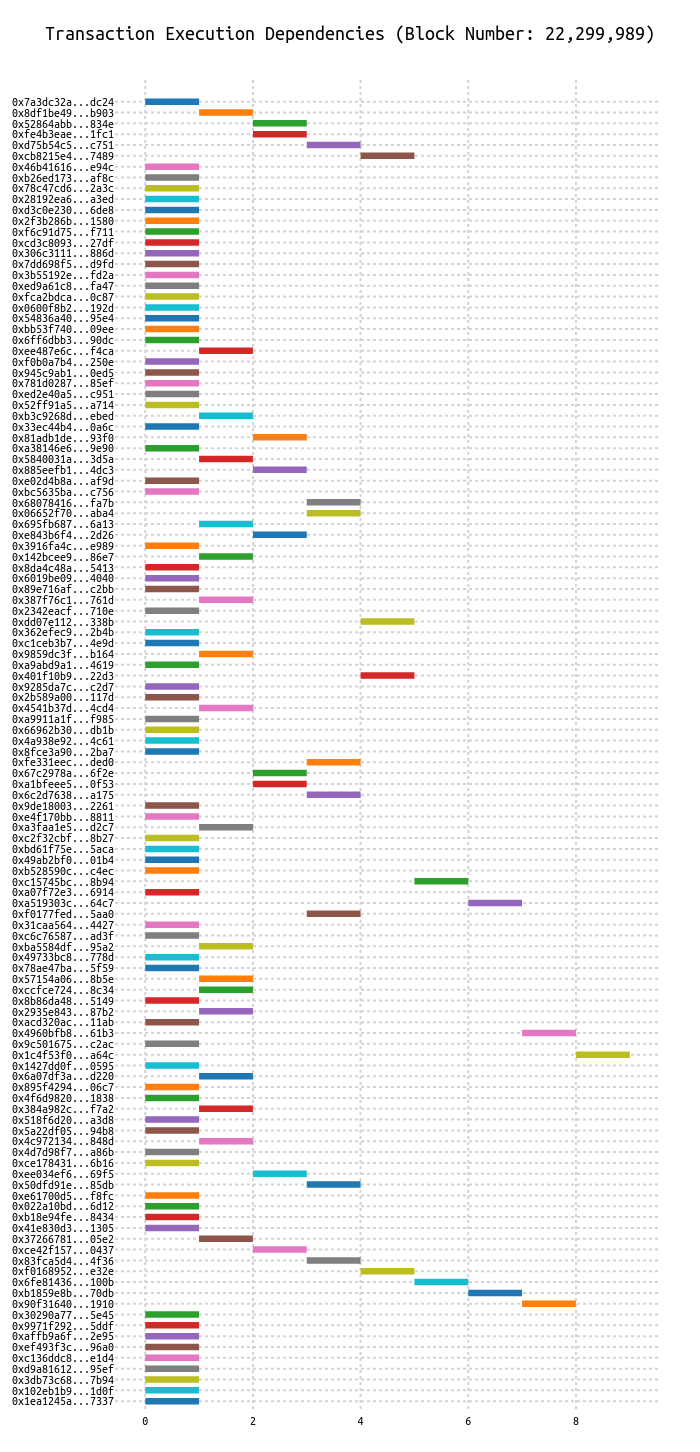 Transaction Execution Dependencies (Block Number: 22,299,989)
0x7a3dc32a...dc24
0x8df1be49...b903
0x52864abb...834e
0xfe4b3eae...1fc1
0xd75b54c5...c751
0xcb8215e4...7489
0x46b41616...e94c
0xb26ed173...af8c
0x78c47cd6...2a3c
0x28192ea6...a3ed
0xd3c0e230...6de8
0x2f3b286b...1580
0xf6c91d75...f711
0xcd3c8093...27df
0x306c3111...886d
0x7dd698f5...d9fd
0x3b55192e...fd2a
0xed9a61c8...fa47
0xfca2bdca...0c87
0x0600f8b2...192d
0x54836a40...95e4
0xbb53f740...09ee
0x6ff6dbb3...90dc
0xee487e6c...f4ca
0xf0b0a7b4...250e
0x945c9ab1...0ed5
0x781d0287...85ef
0xed2e40a5...c951
0x52ff91a5...a714
0xb3c9268d...ebed
0x33ec44b4...0a6c
0x81adb1de...93f0
0xa38146e6...9e90
0x5840031a...3d5a
0x885eefb1...4dc3
0xe02d4b8a...af9d
0xbc5635ba...c756
0x68078416...fa7b
0x06652f70...aba4
0x695fb687...6a13
0xe843b6f4...2d26
0x3916fa4c...e989
0x142bcee9...86e7
0x8da4c48a...5413
0x6019be09...4040
0x89e716af...c2bb
0x387f76c1...761d
0x2342eacf...710e
0xdd07e112...338b
0x362efec9...2b4b
0xc1ceb3b7...4e9d
0x9859dc3f...b164
0xa9abd9a1...4619
0x401f10b9...22d3
0x9285da7c...c2d7
0x2b589a00...117d
0x4541b37d...4cd4
0xa9911a1f...f985
0x66962b30...db1b
0x4a938e92...4c61
0x8fce3a90...2ba7
0xfe331eec...ded0
0x67c2978a...6f2e
0xa1bfeee5...0f53
0x6c2d7638...a175
0x9de18003...2261
0xe4f170bb...8811
0xa3faa1e5...d2c7
0xc2f32cbf...8b27
0xbd61f75e...5aca
0x49ab2bf0...01b4
0xb528590c...c4ec
0xc15745bc...8b94
0xa07f72e3...6914
0xa519303c...64c7
0xf0177fed...5aa0
0x31caa564...4427
0xc6c76587...ad3f
0xba5584df...95a2
0x49733bc8...778d
0x78ae47ba...5f59
0x57154a06...8b5e
0xccfce724...8c34
0x8b86da48...5149
0x2935e843...87b2
0xacd320ac...11ab
0x4960bfb8...61b3
0x9c501675...c2ac
0x1c4f53f0...a64c
0x1427dd0f...0595
0x6a07df3a...d220
0x895f4294...06c7
0x4f6d9820...1838
0x384a982c...f7a2
0x518f6d20...a3d8
0x5a22df05...94b8
0x4c972134...848d
0x4d7d98f7...a86b
0xce178431...6b16
0xee034ef6...69f5
0x50dfd91e...85db
0xe61700d5...f8fc
0x022a10bd...6d12
0xb18e94fe...8434
0x41e830d3...1305
0x37266781...05e2
0xce42f157...0437
0x83fca5d4...4f36
0xf0168952...e32e
0x6fe81436...100b
0xb1859e8b...70db
0x90f31640...1910
0x30290a77...5e45
0x9971f292...5ddf
0xaffb9a6f...2e95
0xef493f3c...96a0
0xc136ddc8...e1d4
0xd9a81612...95ef
0x3db73c68...7b94
0x102eb1b9...1d0f
0x1ea1245a...7337
0 2 4 6 8